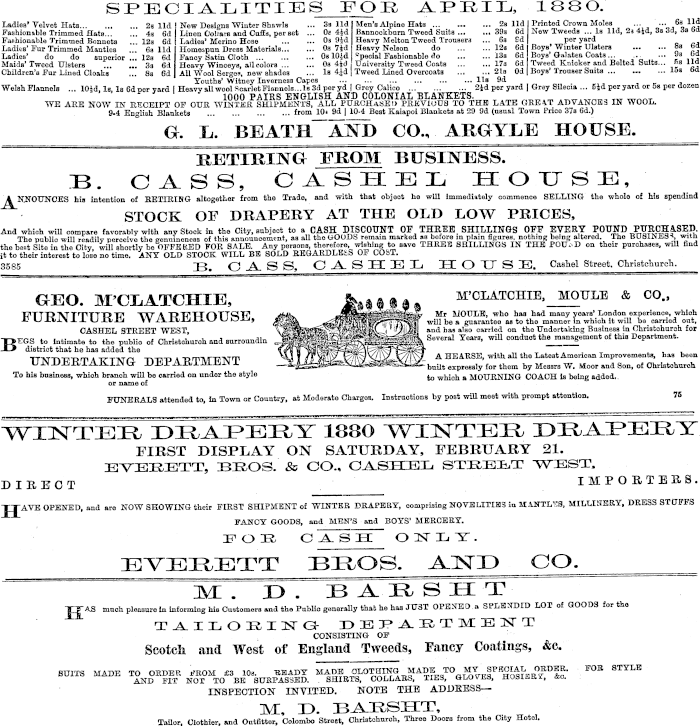 SPECIALITIES FOR APRIL, 1880.
Ladies' Velvet Hats... ... ... 2s 11d
Fashionable Trimmed Hats... ... 4s 6d
Fashionable Trimmed Bonnets ... 12s 6d
Ladies' Fur Trimmed Mantles ... 6s 11d
Ladies' do do superior ... 12s 6d
Maids' Tweed Ulsters ... 3s 6d
Children's Fur Lined Cloaks ... 8s 6d
New Designs Winter Shawls ... 3s 11d
Linen Collars and Cuffs, per set ... 0s 4½d
Ladies' Merino Hose ... ... 0s 9d
Homespun Dress Materials... ... 0s 7½d
Fancy Satin Cloth ... ... 0s 10½d
Heavy Winceys, all colors ... ... 0s 4½d
All Wool Serges, new shades ... 1s 4½d
Men's Alpine Hats ... ... ... 2s 11d
Bannockburn Tweed Suits ... ... 39s 6d
Heavy Melton Tweed Trousers ... 6s 6d
Heavy Nelson do ... 12s 6d
Special Fashionable do ... 13s 6d
University Tweed Coats ... 17s 6d
Tweed Lined Overcoats ... 21s 0d
Printed Crown Moles ... ... 6s 11d
New Tweeds ... 1s 11d, 2s 4½d, 3s 3d, 3s 6d
per yard
Boys' Winter Ulsters ... ... 8s 6d
Boys' Galatea Coats... ... ... 9s 6d
Tweed Knicker and Belted Suits... 5s 11d
Boys' Trouser Suits ... ... ... 15s 6d
Youths' Witney Inverness Capes ... ... ... 11s 9d
Welsh Flannels ... 10½d, 1s, 1s 6d per yard | Heavy all wool Scarlet Flannels...1s 3d per yd | Grey Calico ... ... 2½d per yard | Grey Silecia ... 5½d per yard or 5s per dozen
1000 PAIRS ENGLISH AND COLONIAL BLANKETS.
WE ARE NOW IN RECEIPT OF OUR WINTER SHIPMENTS, ALL PURCHASED PREVIOUS TO THE LATE GREAT ADVANCES IN WOOL.
9-4 English Blankets ... ... ... ... from 10s 9d | 10-4 Best Kaiapoi Blankets at 29 9d (usual Town Price 37s 6d.)
G. L. BEATH AND CO., ARGYLE HOUSE.
RETIRING FROM BUSINESS.
B. CASS, CASHEL HOUSE,
ANNOUNCES his intention of RETIRING altogether from the Trade, and with that object he will immediately commence SELLING the whole of his spendind
STOCK OF DRAPERY AT THE OLD LOW PRICES,
And which will compare favorably with any Stock in the City, subject to a CASH DISCOUNT OF THREE SHILLINGS OFF EVERY POUND PURCHASED.
The public will readily perceive the genuineness of this announcement, as all the GOODS remain marked as before in plain figures, nothing being altered. The BUSINESS, with
the best Site in the City, will shortly be OFFERED FOR SALE. Any persons, therefore, wishing to save THREE SHILLINGS IN THE POUND on their purchases, will find
it to their interest to lose no time. ANY OLD STOCK WILL BE SOLD REGARDLESS OF COST.
3585 B. CASS, CASHEL HOUSE, Cashel Street, Christchurch.
GEO. M'CLATCHIE,
FURNITURE WAREHOUSE,
CASHEL STREET WEST,
BEGS to intimate to the public of Christchurch and surroundin
district that he has added the
UNDERTAKING DEPARTMENT
To his business, which branch will be carried on under the style
or name of
M'CLATCHIE, MOULE & CO.,
Mr MOULE, who has had many years' London experience, which
will be a guarantee as to the manner in which it will be carried out,
and has also carried on the Undertaking Business in Christchurch for
Several Years, will conduct the management of this Department.
A HEARSE, with all the Latest American Improvements, has been
built expressly for them by Messrs W. Moor and Son, of Christchurch
to which a MOURNING COACH is being added.
FUNERALS attended to, in Town or Country, at Moderate Charges. Instructions by post will meet with prompt attention. 75
WINTER DRAPERY 1880 WINTER DRAPERY
FIRST DISPLAY ON SATURDAY, FEBRUARY 21.
EVERETT, BROS. & CO., CASHEL STREET WEST,
DIRECT IMPORTERS.
HAVE OPENED, and are NOW SHOWING their FIRST SHIPMENT of WINTER DRAPERY, comprising NOVELITIES in MANTLES, MILLINERY, DRESS STUFFS
FANCY GOODS, and MEN'S and BOYS' MERCERY.
FOR CASH ONLY.
EVERETT BROS. AND CO.
M. D. BARSHT
HAS much pleasure in informing his Customers and the Public generally that he has JUST OPENED a SPLENDID LOT of GOODS for the
TAILORING DEPARTMENT
CONSISTING OF
Scotch and West of England Tweeds, Fancy Coatings, &c.
SUITS MADE TO ORDER FROM £3 10s. READY MADE CLOTHING MADE TO MY SPECIAL ORDER. FOR STYLE
AND FIT NOT TO BE SURPASSED. SHIRTS, COLLARS, TIES, GLOVES, HOSIERY, &c.
INSPECTION INVITED. NOTE THE ADDRESS—
M. D. BARSHT,
Tailor, Clothier, and Outfitter, Colombo Street, Christchurch, Three Doors from the City Hotel.